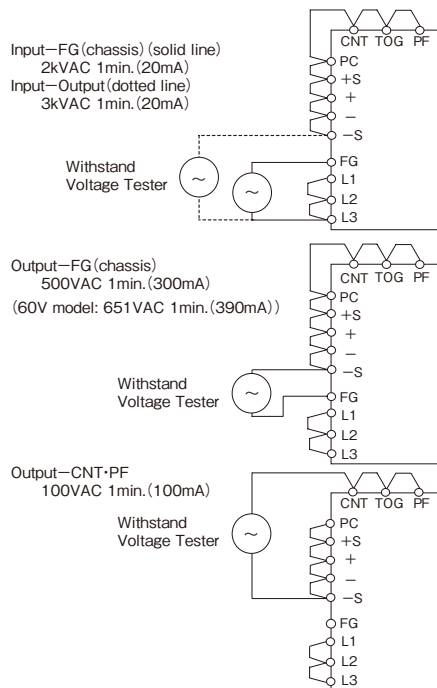 Input−FG(chassis)(solid line)
2kVAC 1min.(20mA)
Input−Output(dotted line)
3kVAC 1min.(20mA)
Withstand
Voltage Tester
~
~
CNT TOG PF
PC
+S
+
−
−S
FG
L1
L2
L3
Output−FG(chassis)
500VAC 1min.(300mA)
(60V model: 651VAC 1min.(390mA))
Withstand
Voltage Tester
~
CNT TOG PF
PC
+S
+
−
−S
FG
L1
L2
L3
Output−CNT・PF
100VAC 1min.(100mA)
Withstand
Voltage Tester
~
CNT TOG PF
PC
+S
+
−
−S
FG
L1
L2
L3